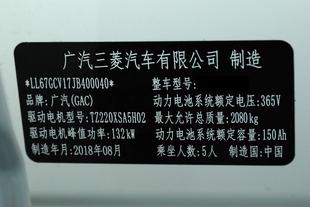 广汽三菱汽车有限公司 制造
*LL67GCV17JB400040* 整车型号:
品牌:广汽(GAC) 动力电池系统额定电压:365V
驱动电机型号:TZ220XSA5H02 最大允许总质量:2080kg
驱动电机峰值功率:132kW 动力电池系统额定容量:150Ah
制造年月:2018年08月 乘坐人数:5人 制造国:中国